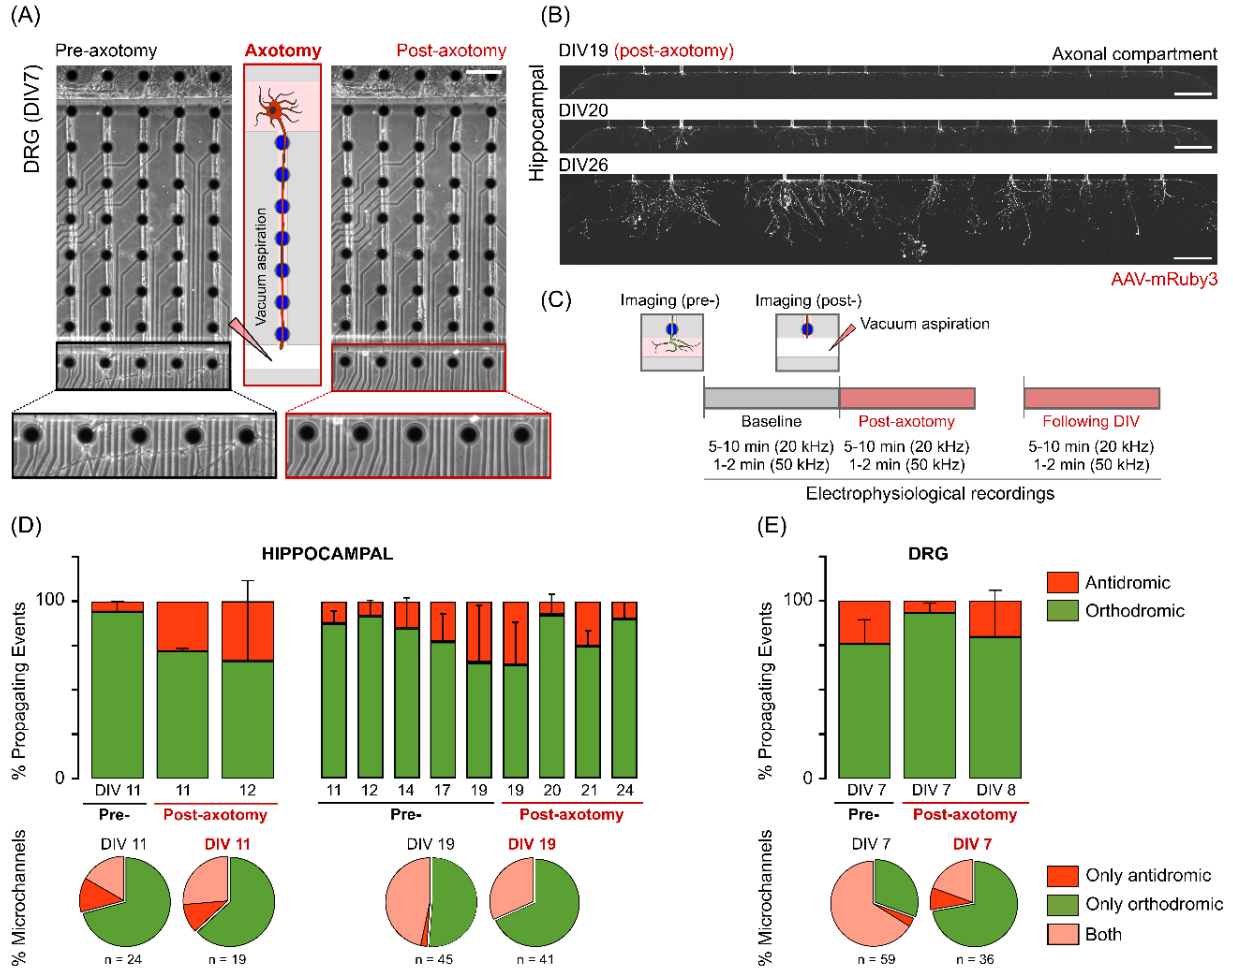 (A)
Pre-axotomy
Axotomy
Post-axotomy
DRG (DIV7)
Vacuum aspiration
(B)
DIV19 (post-axotomy)
Axonal compartment
DIV20
DIV26
Hippocampal
AAV-mRuby3
(C)
Imaging (pre-)
Imaging (post-)
Vacuum aspiration
Baseline
Post-axotomy
Following DIV
5-10 min (20 kHz)
1-2 min (50 kHz)
5-10 min (20 kHz)
1-2 min (50 kHz)
5-10 min (20 kHz)
1-2 min (50 kHz)
Electrophysiological recordings
(D)
HIPPOCAMPAL
% Propagating Events
100
0
DIV 11
11
12
Pre-
Post-axotomy
11
12
14
17
19
19
20
21
24
Pre-
Post-axotomy
% Microchannels
DIV 11
DIV 11
n = 24
n = 19
DIV 19
DIV 19
n = 45
n = 41
(E)
DRG
% Propagating Events
100
0
DIV 7
DIV 7
DIV 8
Pre-
Post-axotomy
Antidromic
Orthodromic
% Microchannels
DIV 7
DIV 7
n = 59
n = 36
Only antidromic
Only orthodromic
Both